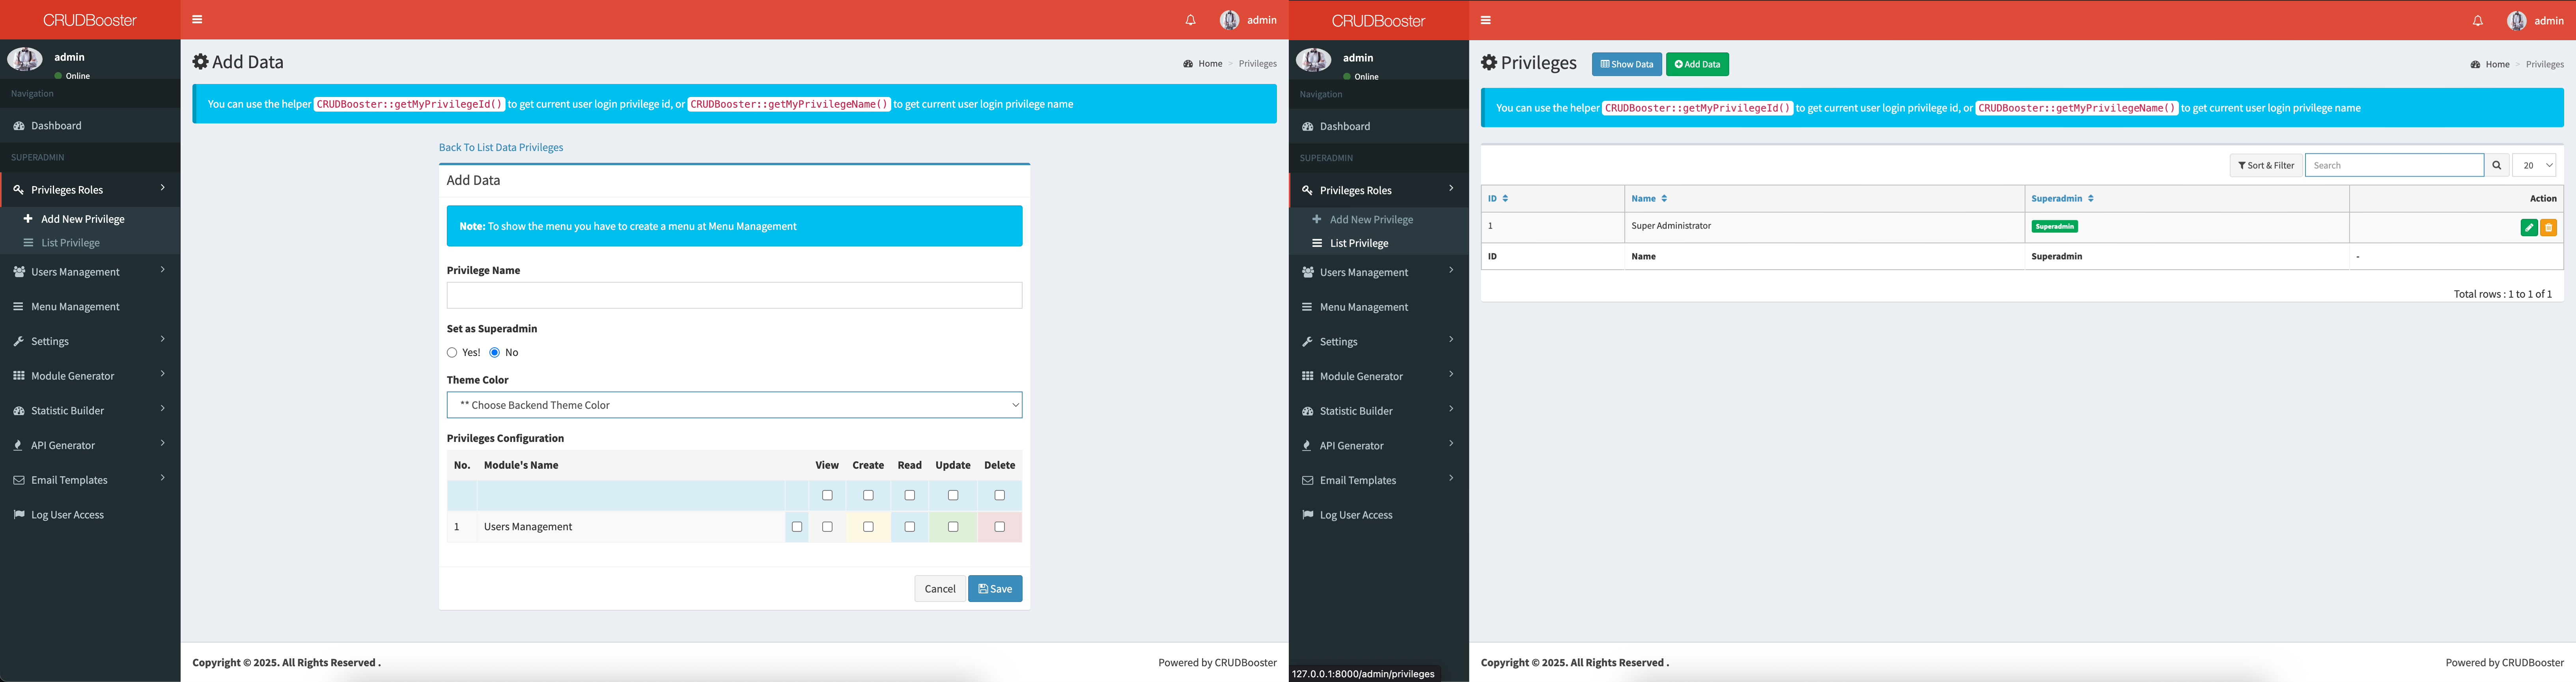 CRUDBooster
admin
admin
Online
Navigation
Dashboard
SUPERADMIN
Privileges Roles
Add New Privilege
List Privilege
Users Management
Menu Management
Settings
Module Generator
Statistic Builder
API Generator
Email Templates
Log User Access
Add Data
Home > Privileges
You can use the helper CRUDBooster::getMyPrivilegeId() to get current user login privilege id, or CRUDBooster::getMyPrivilegeName() to get current user login privilege name
Back To List Data Privileges
Add Data
Note: To show the menu you have to create a menu at Menu Management
Privilege Name
Set as Superadmin
Yes! No
Theme Color
** Choose Backend Theme Color
Privileges Configuration
No. Module's Name View Create Read Update Delete
1 Users Management
Cancel Save
Copyright © 2025. All Rights Reserved .
Powered by CRUDBooster
CRUDBooster
admin
admin
Online
Navigation
Dashboard
SUPERADMIN
Privileges Roles
Add New Privilege
List Privilege
Users Management
Menu Management
Settings
Module Generator
Statistic Builder
API Generator
Email Templates
Log User Access
127.0.0.1:8000/admin/privileges
Privileges Show Data Add Data
Home > Privileges
You can use the helper CRUDBooster::getMyPrivilegeId() to get current user login privilege id, or CRUDBooster::getMyPrivilegeName() to get current user login privilege name
Sort & Filter Search 20
ID Name Superadmin Action
1 Super Administrator Superadmin
ID Name Superadmin -
Total rows : 1 to 1 of 1
Copyright © 2025. All Rights Reserved .
Powered by CRUDBooster